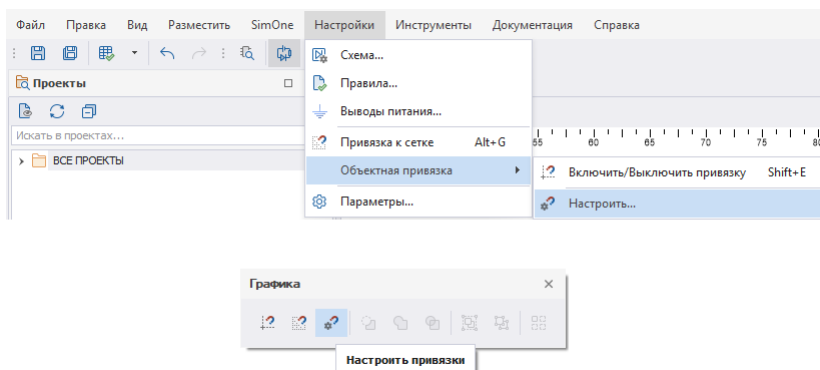 Файл Правка Вид Разместить SimOne Настройки Инструменты Документация Справка
Схема...
Проекты
Правила...
Выводы питания...
Искать в проектах...
Привязка к сетке Alt+G
55 60 65 70 75 80
ВСЕ ПРОЕКТЫ
Объектная привязка
Включить/Выключить привязку Shift+E
Параметры...
Настроить...
Графика
Настроить привязки